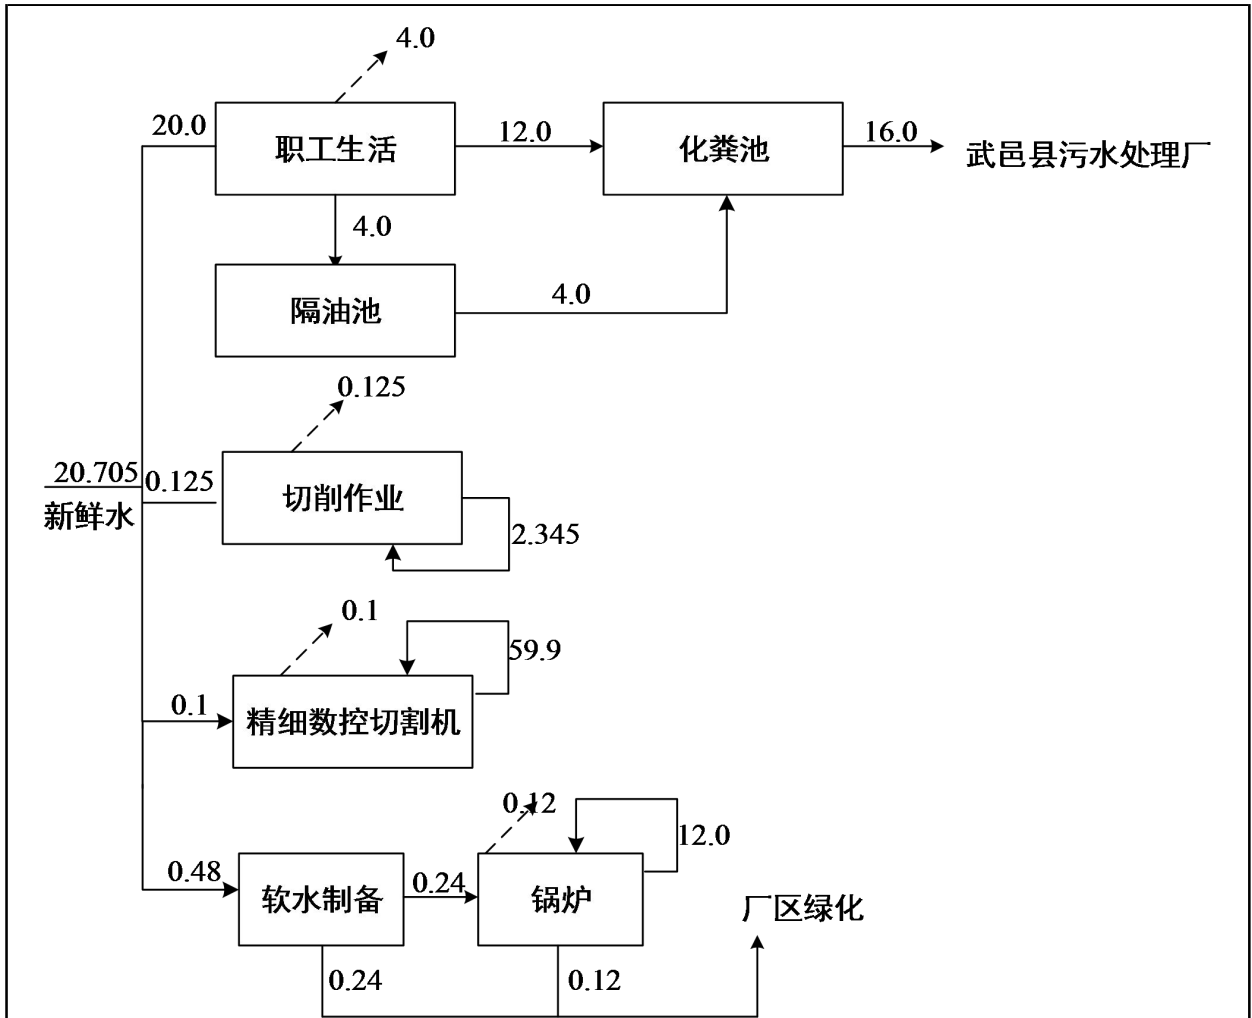 4.0
20.0
职工生活
12.0
化粪池
16.0
武邑县污水处理厂
4.0
隔油池
4.0
0.125
20.705
新鲜水
0.125
切削作业
2.345
0.1
59.9
0.1
精细数控切割机
0.12
12.0
0.48
软水制备
0.24
锅炉
厂区绿化
0.24
0.12